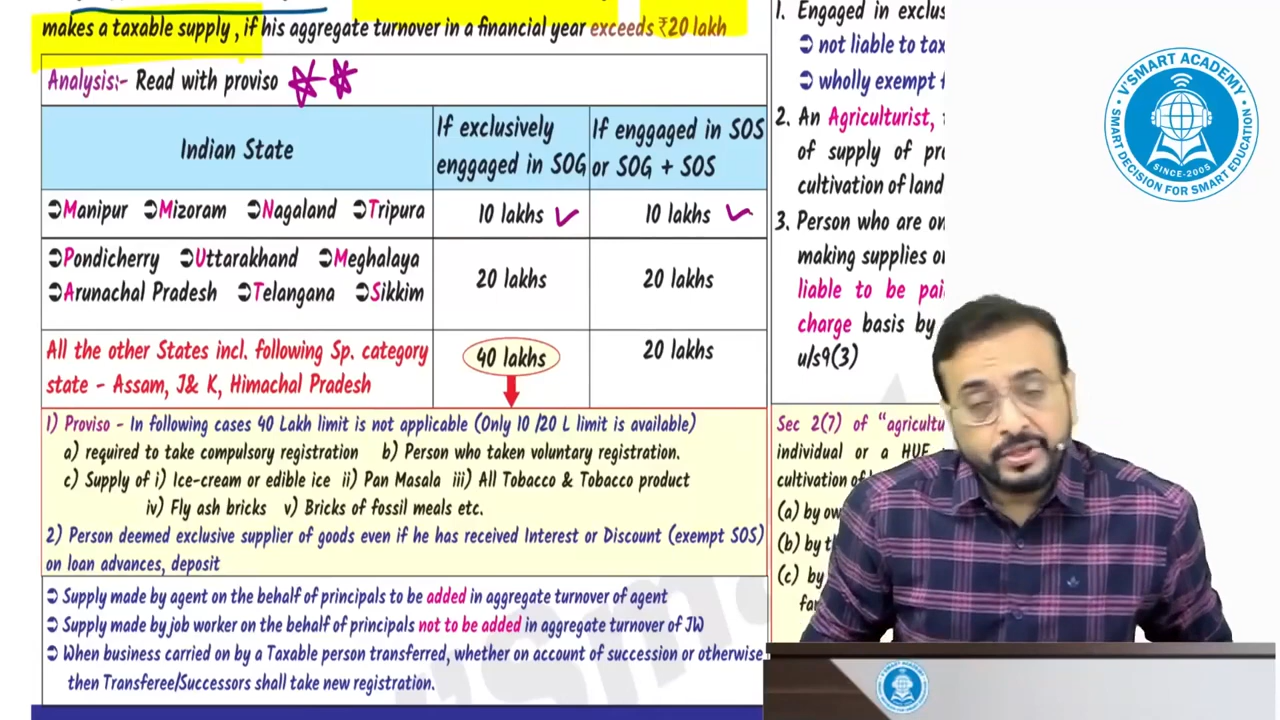 makes a taxable supply, if his aggregate turnover in a financial year exceeds ₹20 lakh
Analysis:- Read with proviso
Indian State
If exclusively
enggaged in SOG
If enggaged in SOS
or SOG + SOS
➲Manipur ➲Mizoram ➲Nagaland ➲Tripura
10 lakhs
10 lakhs
➲Pondicherry ➲Uttarakhand ➲Meghalaya
➲Arunachal Pradesh ➲Telangana ➲Sikkim
20 lakhs
20 lakhs
All the other States incl. following Sp. category
state - Assam, J& K, Himachal Pradesh
40 lakhs
20 lakhs
1) Proviso - In following cases 40 Lakh limit is not applicable (Only 10 /20 L limit is available)
a) required to take compulsory registration b) Person who taken voluntary registration.
c) Supply of i) Ice-cream or edible ice ii) Pan Masala iii) All Tobacco & Tobacco product
iv) Fly ash bricks v) Bricks of fossil meals etc.
2) Person deemed exclusive supplier of goods even if he has received Interest or Discount (exempt SOS)
on loan advances, deposit
➲ Supply made by agent on the behalf of principals to be added in aggregate turnover of agent
➲ Supply made by job worker on the behalf of principals not to be added in aggregate turnover of JW
➲ When business carried on by a Taxable person transferred, whether on account of succession or otherwise
then Transferee/Successors shall take new registration.
1. Engaged in exclus
➲ not liable to tax
➲ wholly exempt
2. An Agriculturist,
of supply of pro
cultivation of land
3. Person who are on
making supplies o
liable to be pai
charge basis by
u/s9(3)
Sec 2(7) of "agricultu
individual or a HUF
cultivation of
(a) by ow
(b) by th
(c) by
V'SMART ACADEMY
SINCE-2005
SMART DECISION FOR SMART EDUCATION